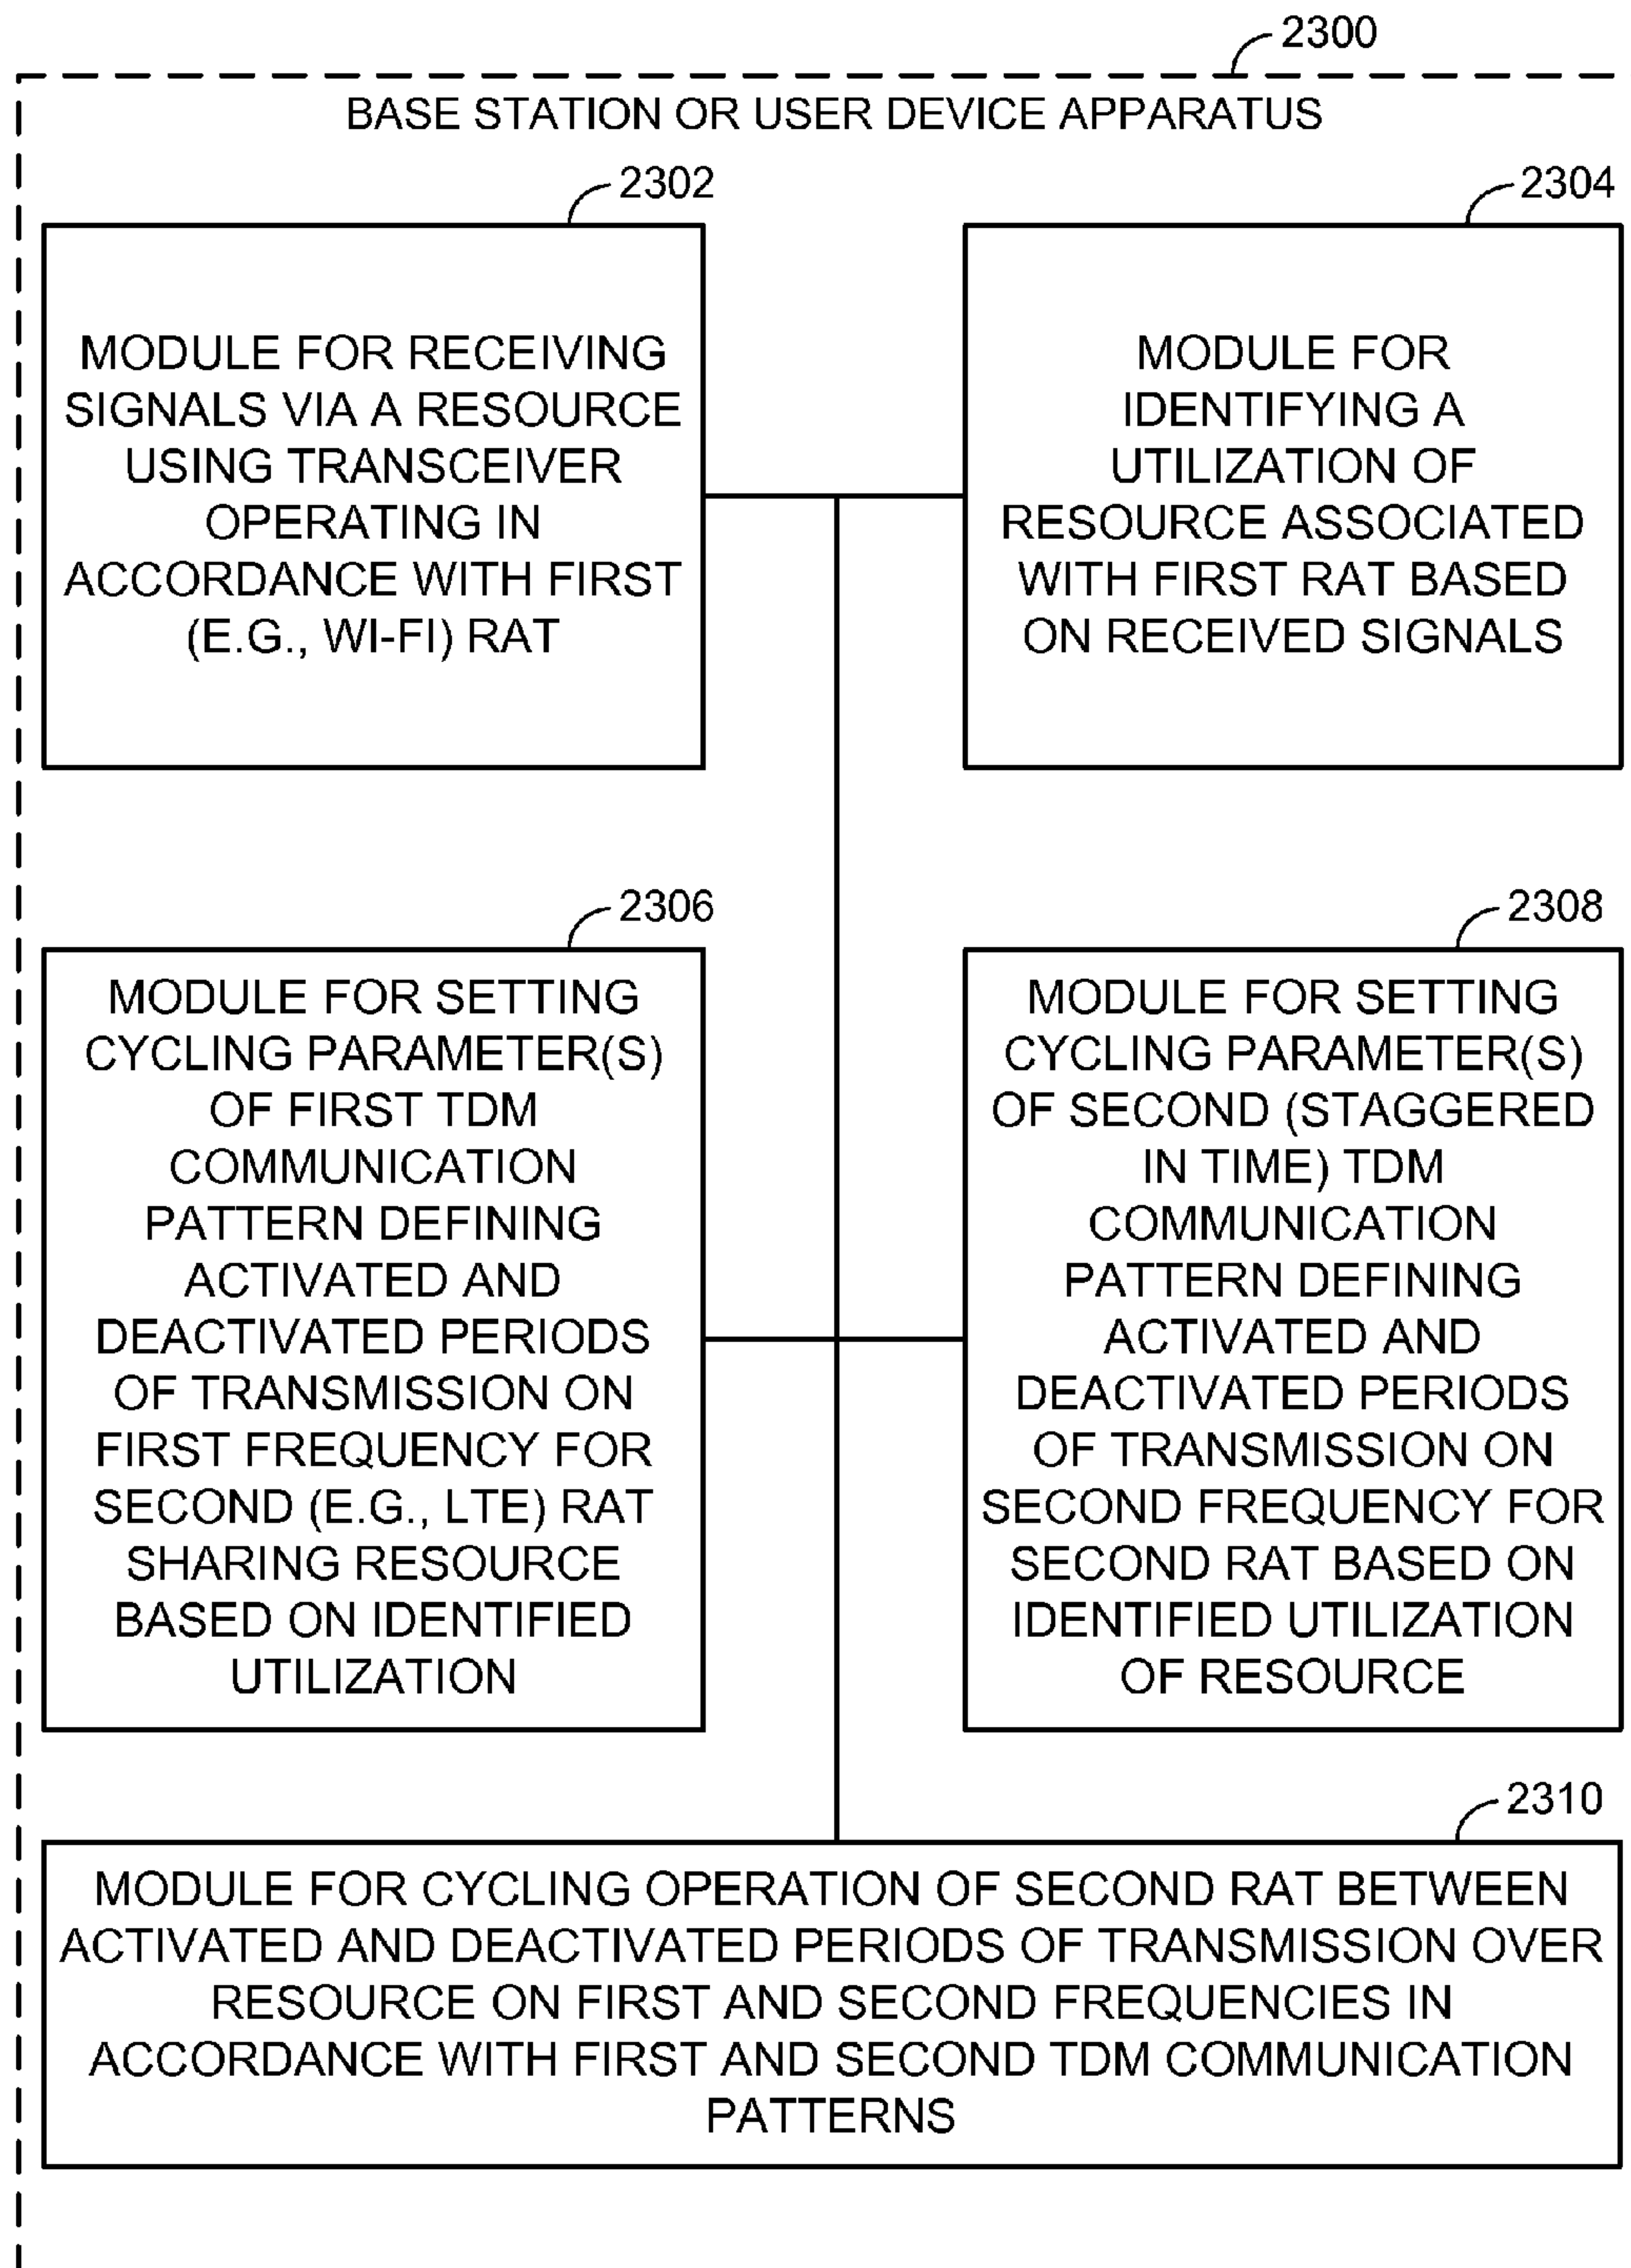 2300
BASE STATION OR USER DEVICE APPARATUS
2302
MODULE FOR RECEIVING
SIGNALS VIA A RESOURCE
USING TRANSCEIVER
OPERATING IN
ACCORDANCE WITH FIRST
(E.G., WI-FI) RAT
2304
MODULE FOR
IDENTIFYING A
UTILIZATION OF
RESOURCE ASSOCIATED
WITH FIRST RAT BASED
ON RECEIVED SIGNALS
2306
MODULE FOR SETTING
CYCLING PARAMETER(S)
OF FIRST TDM
COMMUNICATION
PATTERN DEFINING
ACTIVATED AND
DEACTIVATED PERIODS
OF TRANSMISSION ON
FIRST FREQUENCY FOR
SECOND (E.G., LTE) RAT
SHARING RESOURCE
BASED ON IDENTIFIED
UTILIZATION
2308
MODULE FOR SETTING
CYCLING PARAMETER(S)
OF SECOND (STAGGERED
IN TIME) TDM
COMMUNICATION
PATTERN DEFINING
ACTIVATED AND
DEACTIVATED PERIODS
OF TRANSMISSION ON
SECOND FREQUENCY FOR
SECOND RAT BASED ON
IDENTIFIED UTILIZATION
OF RESOURCE
2310
MODULE FOR CYCLING OPERATION OF SECOND RAT BETWEEN
ACTIVATED AND DEACTIVATED PERIODS OF TRANSMISSION OVER
RESOURCE ON FIRST AND SECOND FREQUENCIES IN
ACCORDANCE WITH FIRST AND SECOND TDM COMMUNICATION
PATTERNS